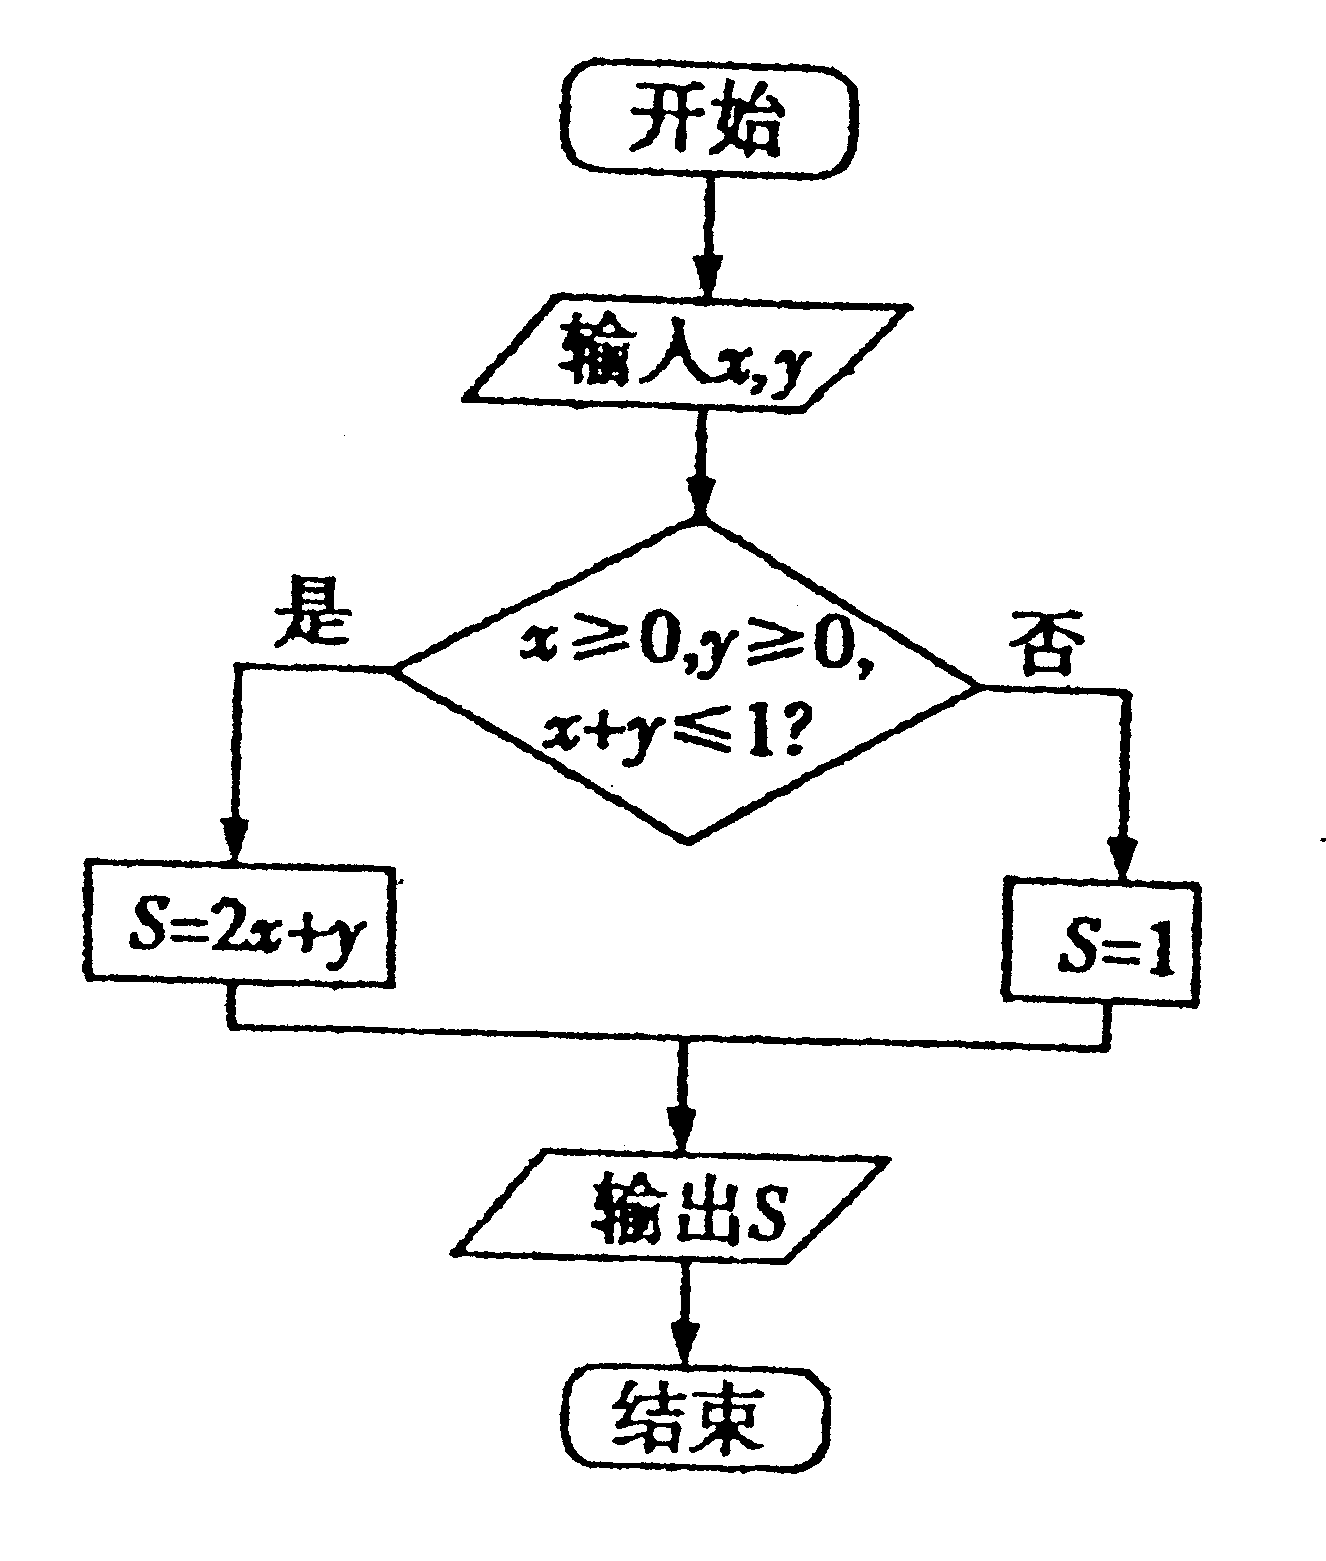 开始
输入x,y
是
x≥0,y≥0,
x+y≤1?
否
S=2x+y
S=1
输出S
结束